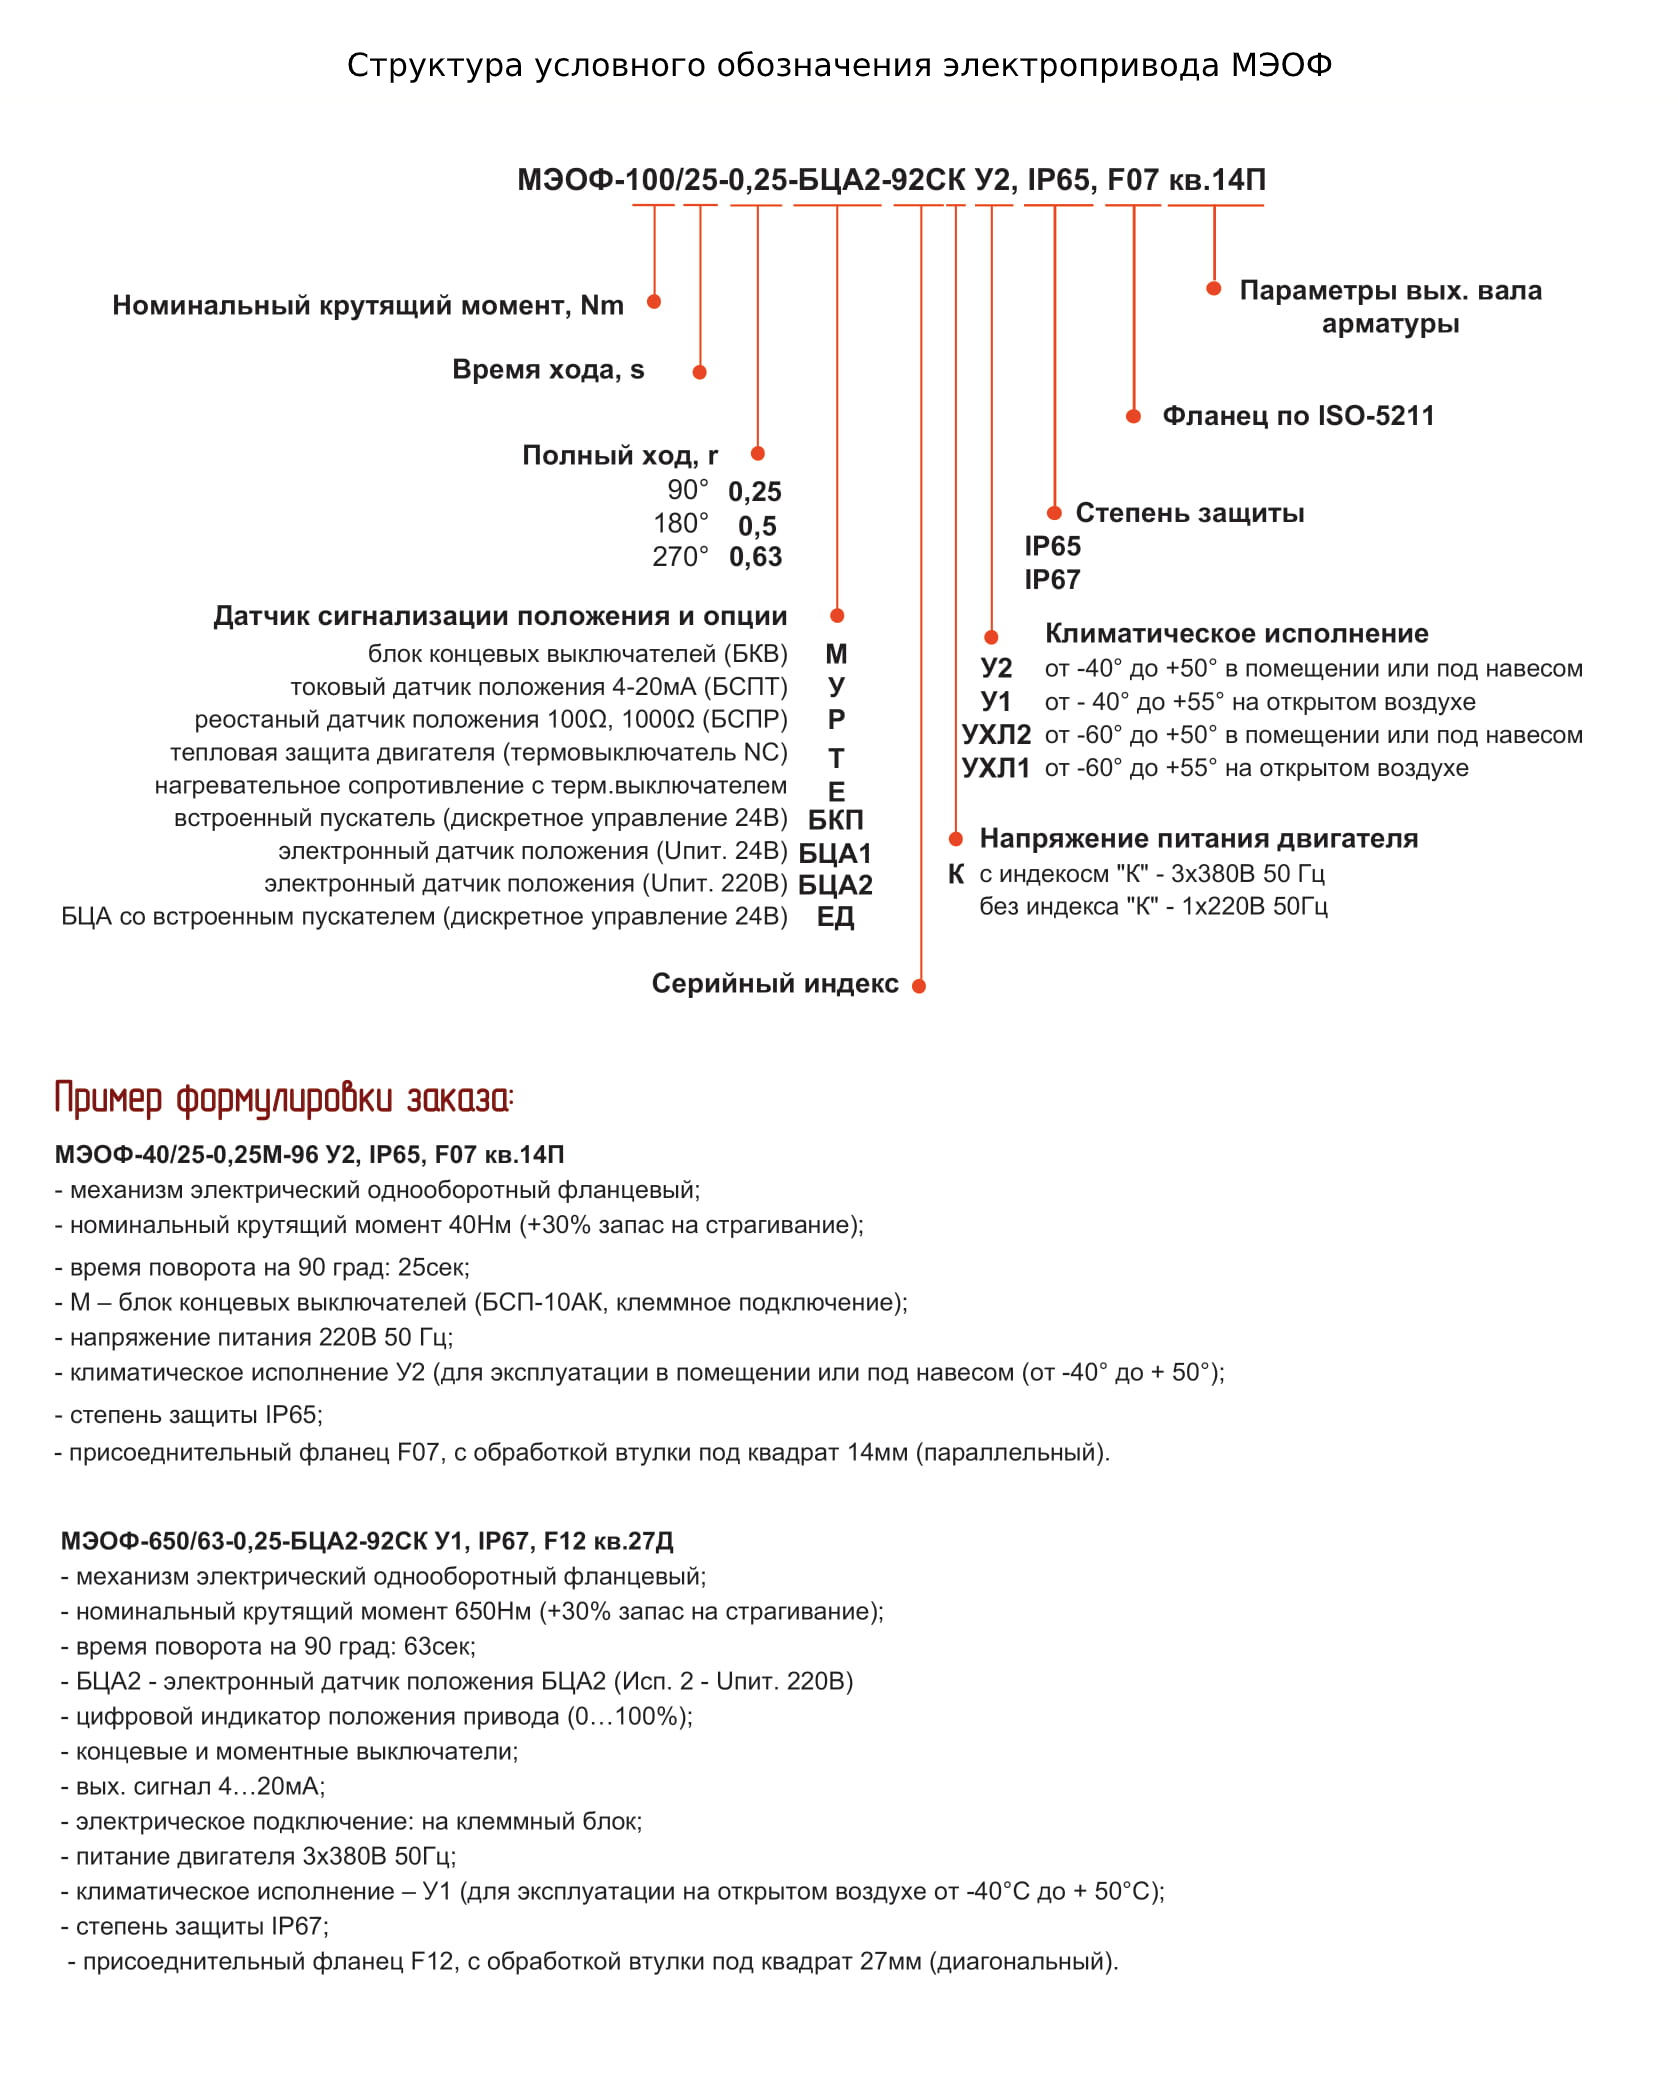 Структура условного обозначения электропривода МЭОФ
МЭОФ-100/25-0,25-БЦА2-92СК У2, IP65, F07 кв.14П
Номинальный крутящий момент, Nm
Параметры вых. вала
арматуры
Время хода, s
Фланец по ISO-5211
Полный ход, r
90° 0,25
180° 0,5
270° 0,63
Степень защиты
IP65
IP67
Датчик сигнализации положения и опции
блок концевых выключателей (БКВ) М
токовый датчик положения 4-20мА (БСПТ) У
реостаный датчик положения 100Ω, 1000Ω (БСПР) Р
тепловая защита двигателя (термовыключатель NC) Т
нагревательное сопротивление с терм.выключателем Е
встроенный пускатель (дискретное управление 24В) БКП
электронный датчик положения (Uпит. 24В) БЦА1
электронный датчик положения (Uпит. 220В) БЦА2
БЦА со встроенным пускателем (дискретное управление 24В) ЕД
Климатическое исполнение
У2 от -40° до +50° в помещении или под навесом
У1 от - 40° до +55° на открытом воздухе
УХЛ2 от -60° до +50° в помещении или под навесом
УХЛ1 от -60° до +55° на открытом воздухе
Напряжение питания двигателя
К с индекосм "К" - 3х380В 50 Гц
без индекса "К" - 1х220В 50Гц
Серийный индекс
Пример формулировки заказа:
МЭОФ-40/25-0,25М-96 У2, IP65, F07 кв.14П
- механизм электрический однооборотный фланцевый;
- номинальный крутящий момент 40Нм (+30% запас на страгивание);
- время поворота на 90 град: 25сек;
- М – блок концевых выключателей (БСП-10АК, клеммное подключение);
- напряжение питания 220В 50 Гц;
- климатическое исполнение У2 (для эксплуатации в помещении или под навесом (от -40° до + 50°);
- степень защиты IP65;
- присоеднительный фланец F07, с обработкой втулки под квадрат 14мм (параллельный).
МЭОФ-650/63-0,25-БЦА2-92СК У1, IP67, F12 кв.27Д
- механизм электрический однооборотный фланцевый;
- номинальный крутящий момент 650Нм (+30% запас на страгивание);
- время поворота на 90 град: 63сек;
- БЦА2 - электронный датчик положения БЦА2 (Исп. 2 - Uпит. 220В)
- цифровой индикатор положения привода (0…100%);
- концевые и моментные выключатели;
- вых. сигнал 4…20мА;
- электрическое подключение: на клеммный блок;
- питание двигателя 3х380В 50Гц;
- климатическое исполнение – У1 (для эксплуатации на открытом воздухе от -40°С до + 50°С);
- степень защиты IP67;
- присоеднительный фланец F12, с обработкой втулки под квадрат 27мм (диагональный).